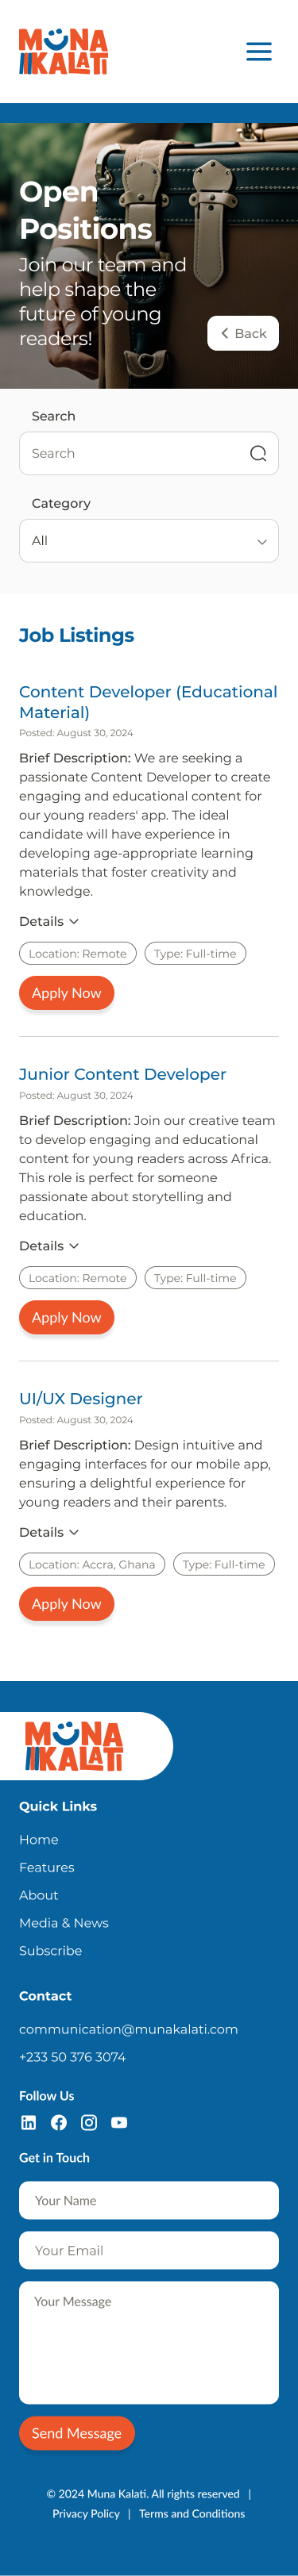 MUNA
KALATI
Open
Positions
Join our team and
help shape the
future of young
readers!
Back
Search
Search
Category
All
Job Listings
Content Developer (Educational
Material)
Posted: August 30, 2024
Brief Description: We are seeking a
passionate Content Developer to create
engaging and educational content for
our young readers' app. The ideal
candidate will have experience in
developing age-appropriate learning
materials that foster creativity and
knowledge.
Details
Location: Remote Type: Full-time
Apply Now
Junior Content Developer
Posted: August 30, 2024
Brief Description: Join our creative team
to develop engaging and educational
content for young readers across Africa.
This role is perfect for someone
passionate about storytelling and
education.
Details
Location: Remote Type: Full-time
Apply Now
UI/UX Designer
Posted: August 30, 2024
Brief Description: Design intuitive and
engaging interfaces for our mobile app,
ensuring a delightful experience for
young readers and their parents.
Details
Location: Accra, Ghana Type: Full-time
Apply Now
MUNA
KALATI
Quick Links
Home
Features
About
Media & News
Subscribe
Contact
communication@munakalati.com
+233 50 376 3074
Follow Us
Get in Touch
Your Name
Your Email
Your Message
Send Message
© 2024 Muna Kalati. All rights reserved |
Privacy Policy | Terms and Conditions